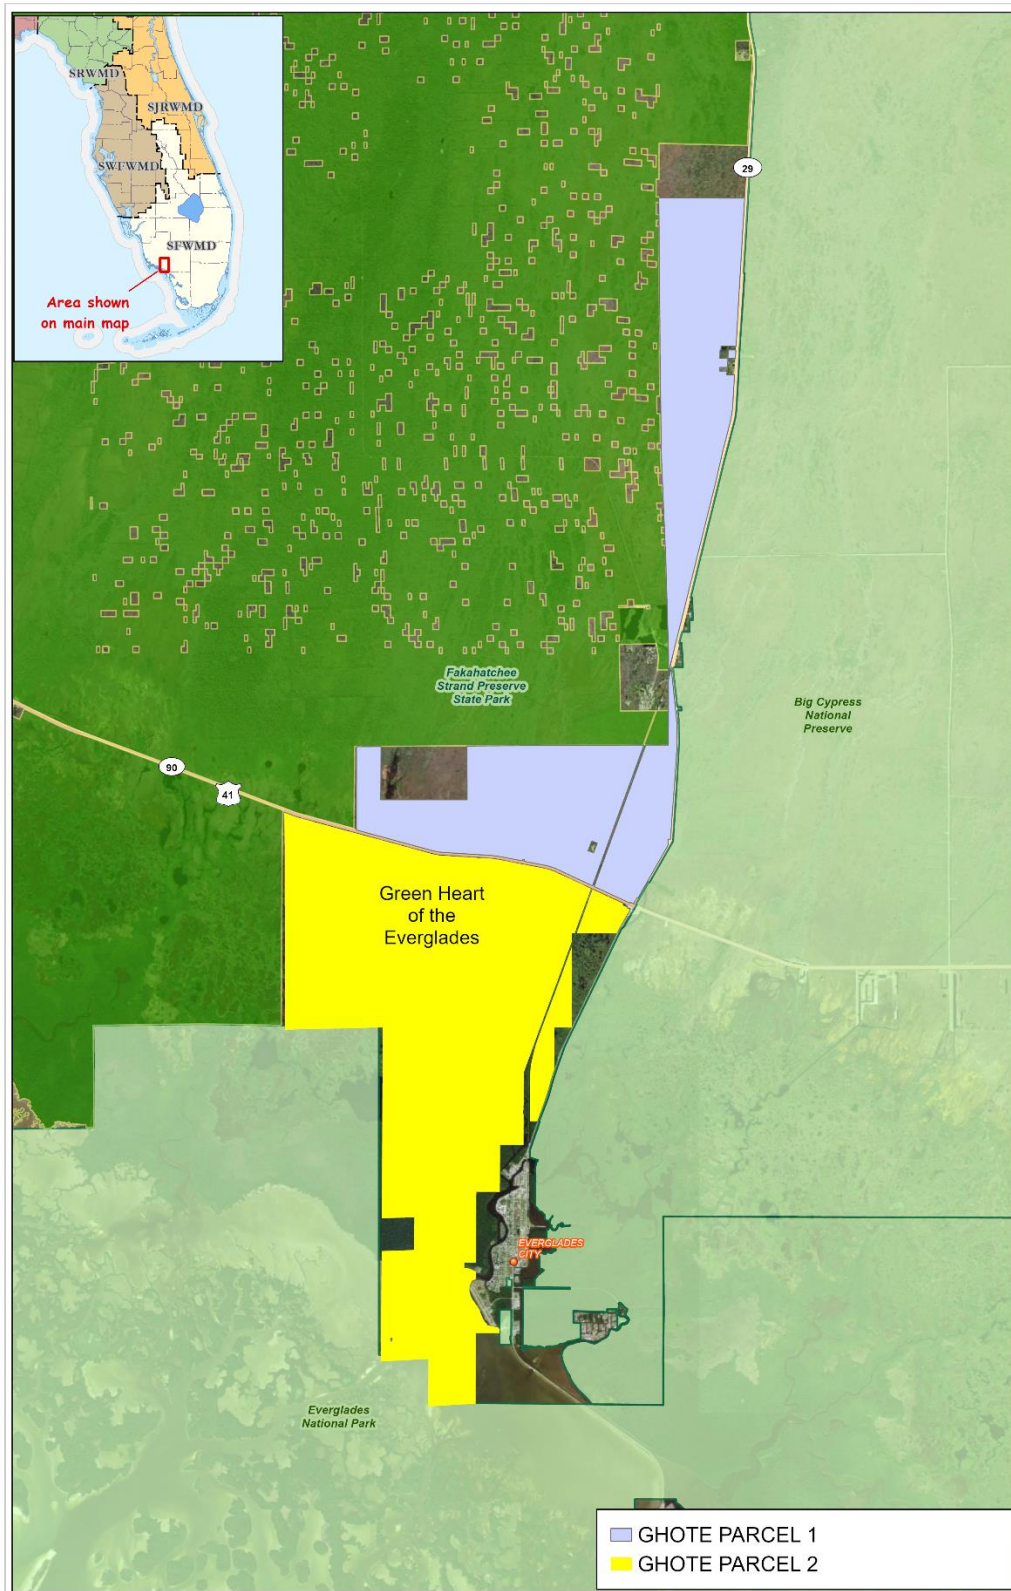 SRWMD
SJRWMD
SWFWMD
SFWMD
Area shown
on main map
29
Fakahatchee
Strand Preserve
State Park
Big Cypress
National
Preserve
90
41
Green Heart
of the
Everglades
EVERGLADES
CITY
Everglades
National Park
GHOTE PARCEL 1
GHOTE PARCEL 2